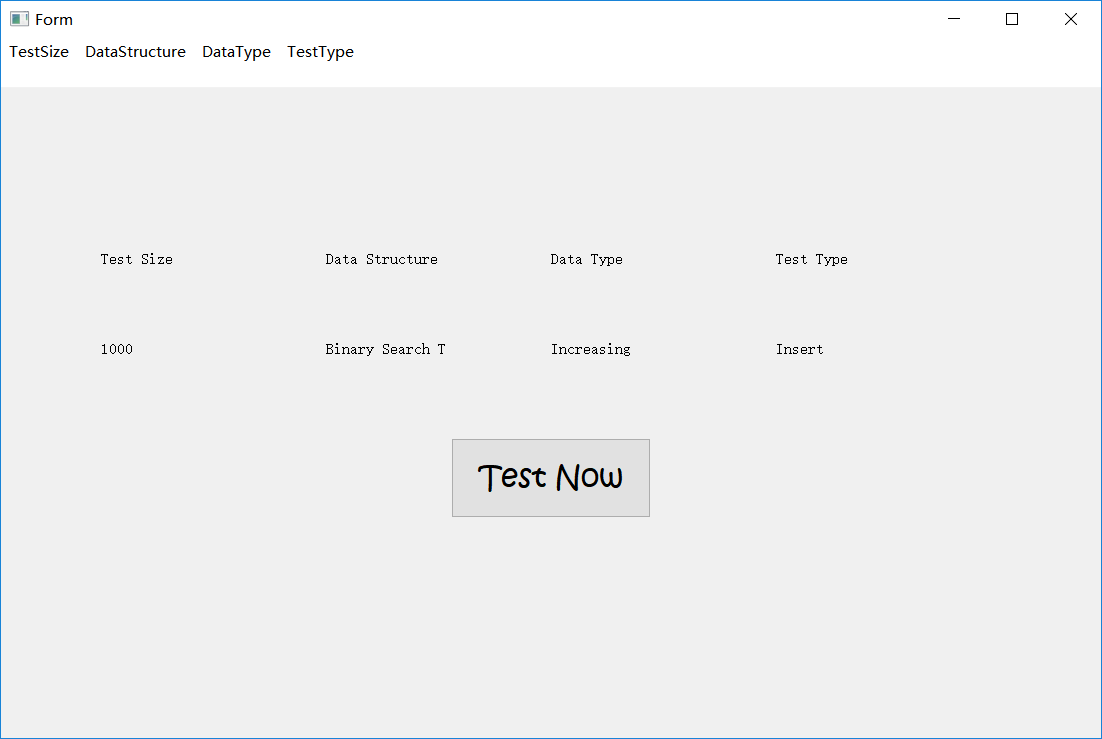 Form
TestSize DataStructure DataType TestType
Test Size Data Structure Data Type Test Type
1000 Binary Search T Increasing Insert
Test Now